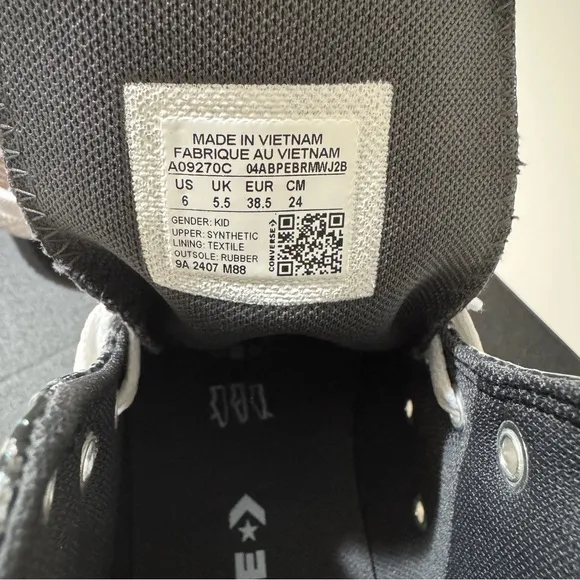 MADE IN VIETNAM
FABRIQUE AU VIETNAM
A09270C 04ABPEBRMWJ2B
US UK EUR CM
6 5.5 38.5 24
GENDER: KID
UPPER: SYNTHETIC
LINING: TEXTILE
OUTSOLE: RUBBER
9A 2407 M88
CONVERSE
E